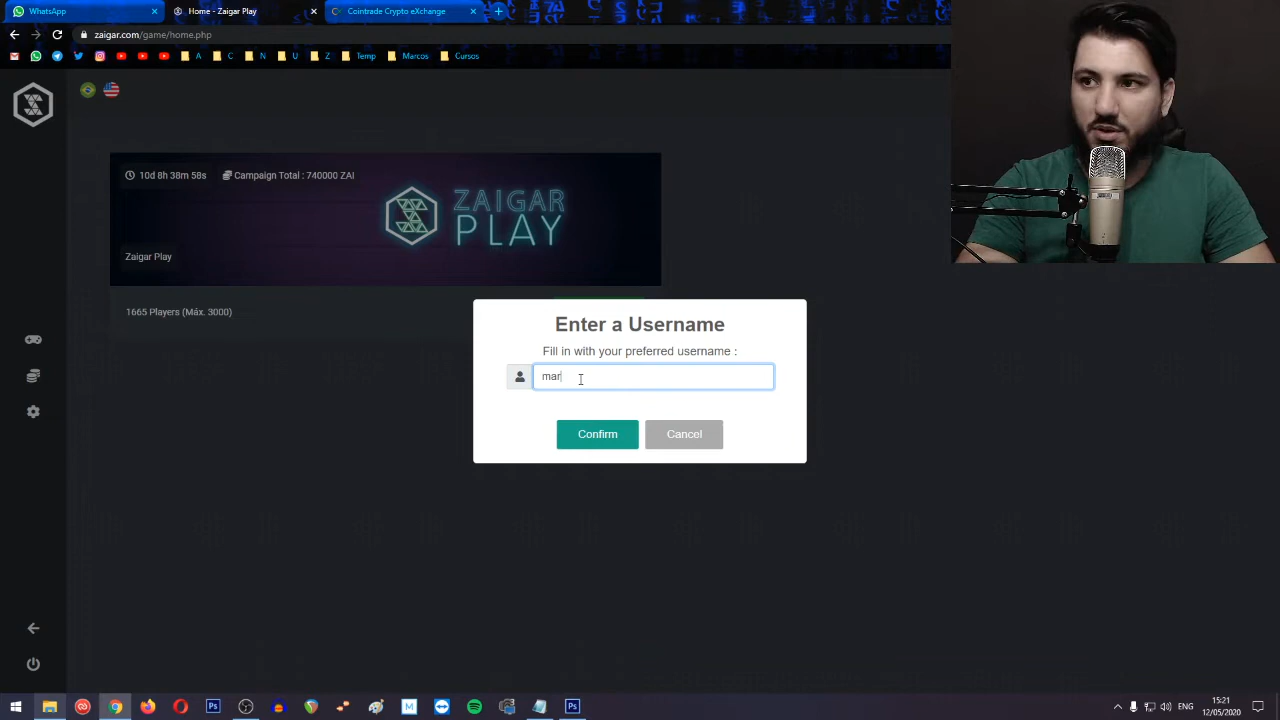 WhatsApp
Home - Zaigar Play
Cointrade Crypto eXchange
zaigar.com/game/home.php
A
C
N
U
Z
Temp
Marcos
Cursos
10d 8h 38m 58s
Campaign Total : 740000 ZAI
ZAIGAR
PLAY
Zaigar Play
1665 Players (Máx. 3000)
Enter a Username
Fill in with your preferred username :
mar
Confirm
Cancel
Ps
M
Ps
ENG
15:21
12/05/2020